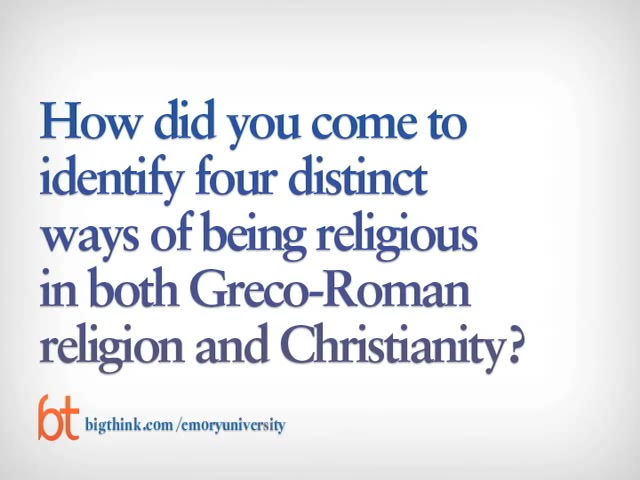 How did you come to
identify four distinct
ways of being religious
in both Greco-Roman
religion and Christianity?
bt bigthink.com/emoryuniversity